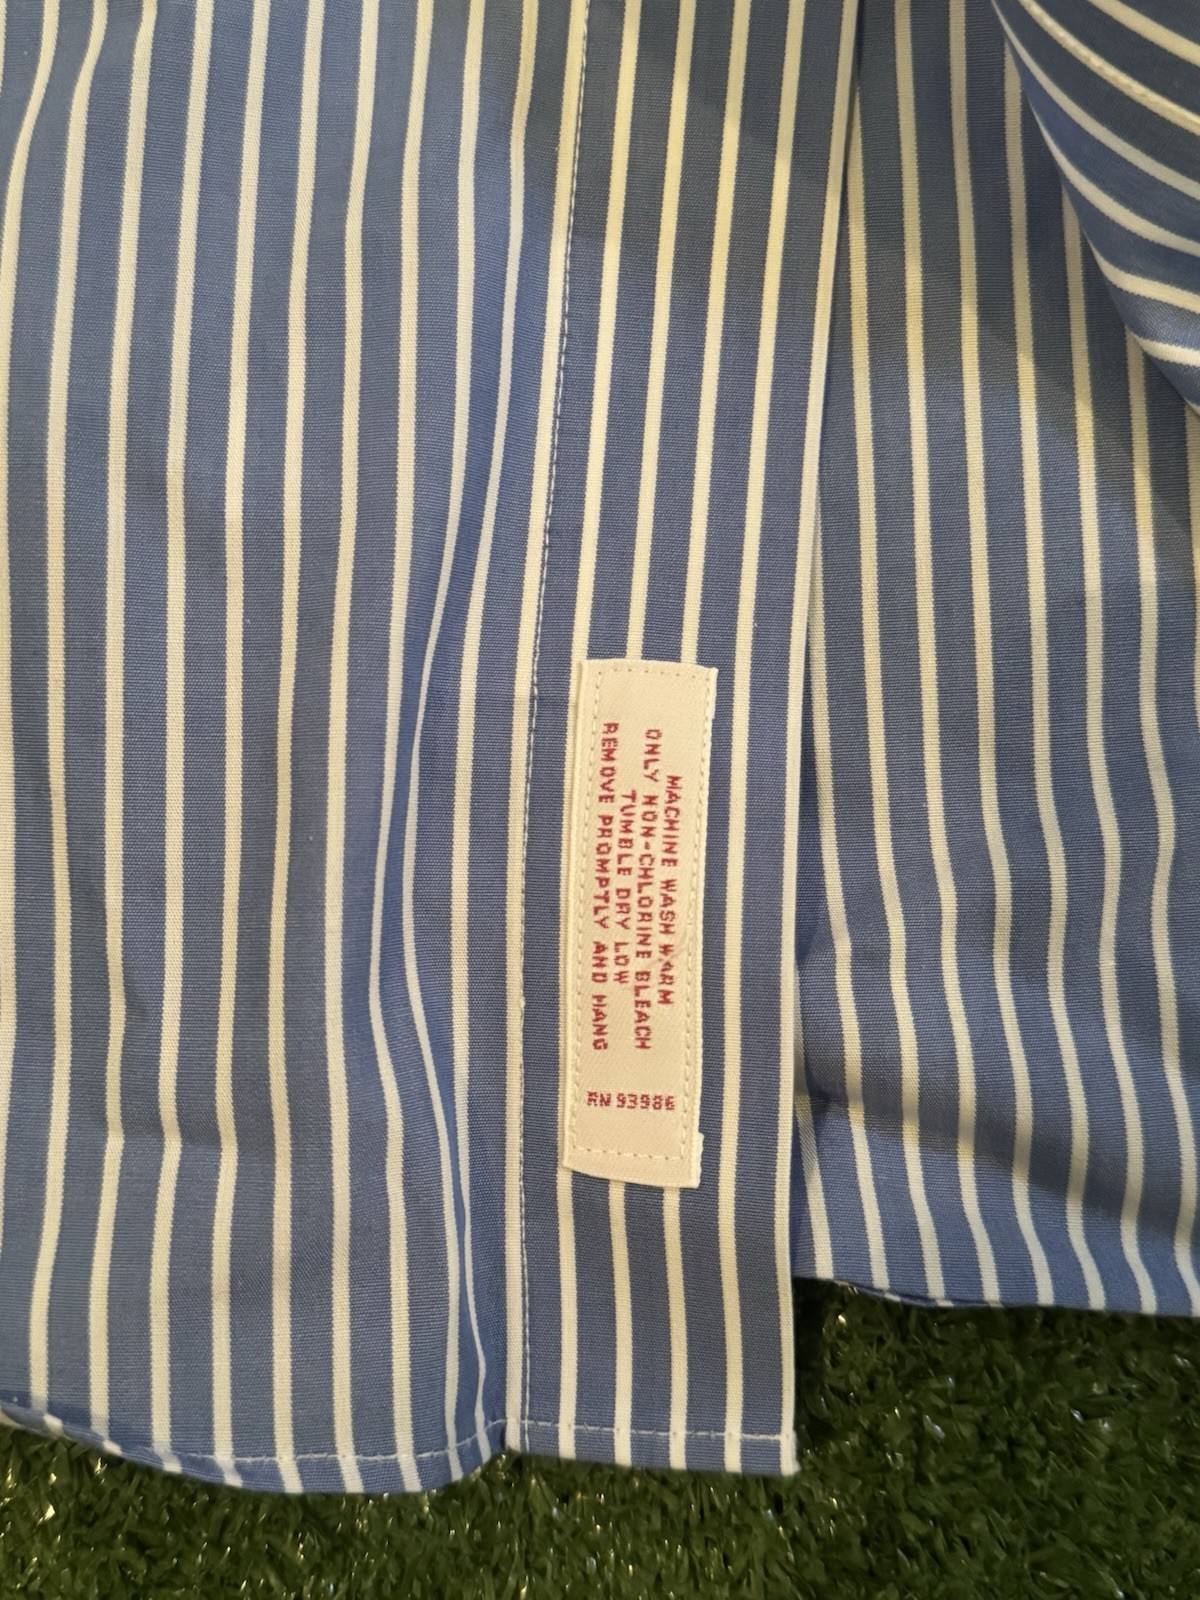 MACHINE WASH WARM
ONLY NON-CHLORINE BLEACH
TUMBLE DRY LOW
REMOVE PROMPTLY AND HANG
RN 93986